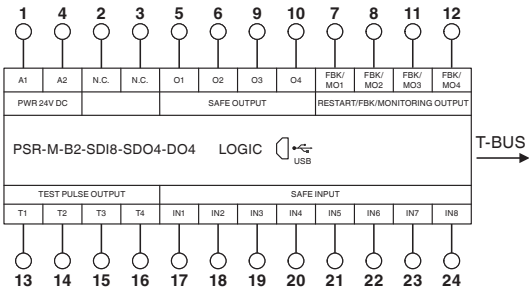 1 4 2 3 5 6 9 10 7 8 11 12
A1 A2 N.C. N.C. O1 O2 O3 O4 FBK/ FBK/ FBK/ FBK/
MO1 MO2 MO3 MO4
PWR 24V DC SAFE OUTPUT RESTART/FBK/MONITORING OUTPUT
PSR-M-B2-SDI8-SDO4-DO4 LOGIC USB
T-BUS
TEST PULSE OUTPUT SAFE INPUT
T1 T2 T3 T4 IN1 IN2 IN3 IN4 IN5 IN6 IN7 IN8
13 14 15 16 17 18 19 20 21 22 23 24